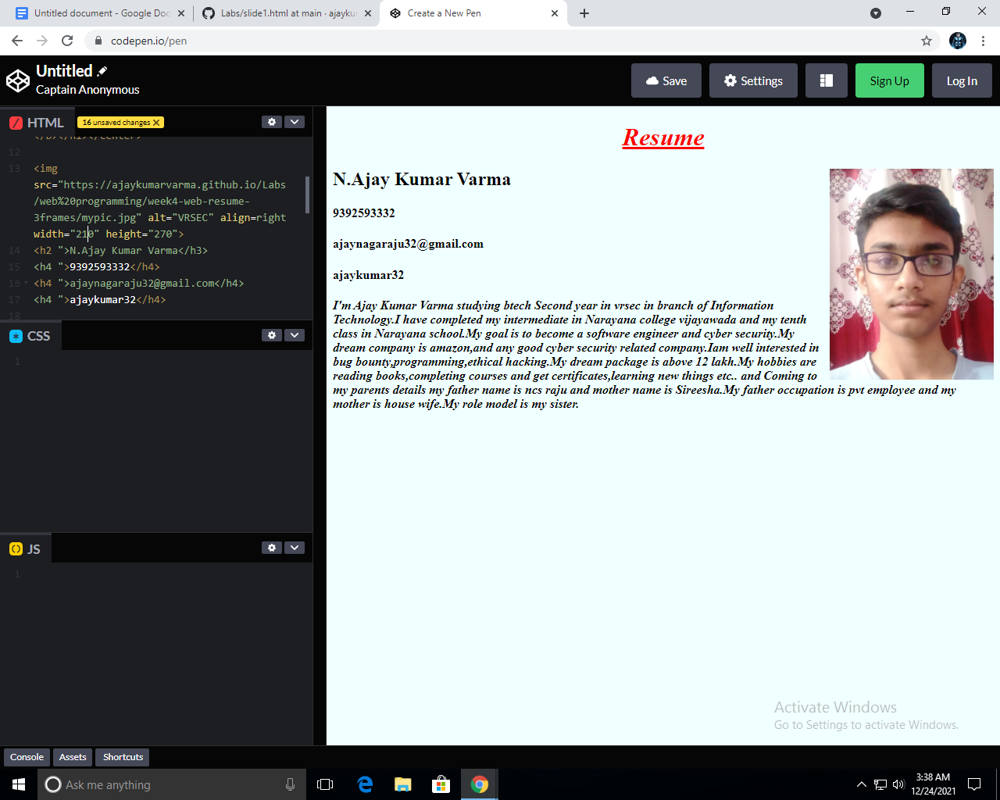 Untitled document - Google Doc
Labs/slide1.html at main · ajayku
Create a New Pen
codepen.io/pen
Untitled
Captain Anonymous
Save
Settings
Sign Up
Log In
HTML
16 unsaved changes X
</b></h1></center>
12
13 <img
src="https://ajaykumarvarma.github.io/Labs
/web%20programming/week4-web-resume-
3frames/mypic.jpg" alt="VRSEC" align=right
width="210" height="270">
14 <h2 ">N.Ajay Kumar Varma</h3>
15 <h4 ">9392593332</h4>
16 <h4 ">ajaynagaraju32@gmail.com</h4>
17 <h4 ">ajaykumar32</h4>
18
CSS
1
JS
1
Resume
N.Ajay Kumar Varma
9392593332
ajaynagaraju32@gmail.com
ajaykumar32
I'm Ajay Kumar Varma studying btech Second year in vrsec in branch of Information
Technology.I have completed my intermediate in Narayana college vijayawada and my tenth
class in Narayana school.My goal is to become a software engineer and cyber security.My
dream company is amazon,and any good cyber security related company.Iam well interested in
bug bounty,programming,ethical hacking.My dream package is above 12 lakh.My hobbies are
reading books,completing courses and get certificates,learning new things etc.. and Coming to
my parents details my father name is ncs raju and mother name is Sireesha.My father occupation is pvt employee and my
mother is house wife.My role model is my sister.
Activate Windows
Go to Settings to activate Windows.
Console
Assets
Shortcuts
Ask me anything
3:38 AM
12/24/2021